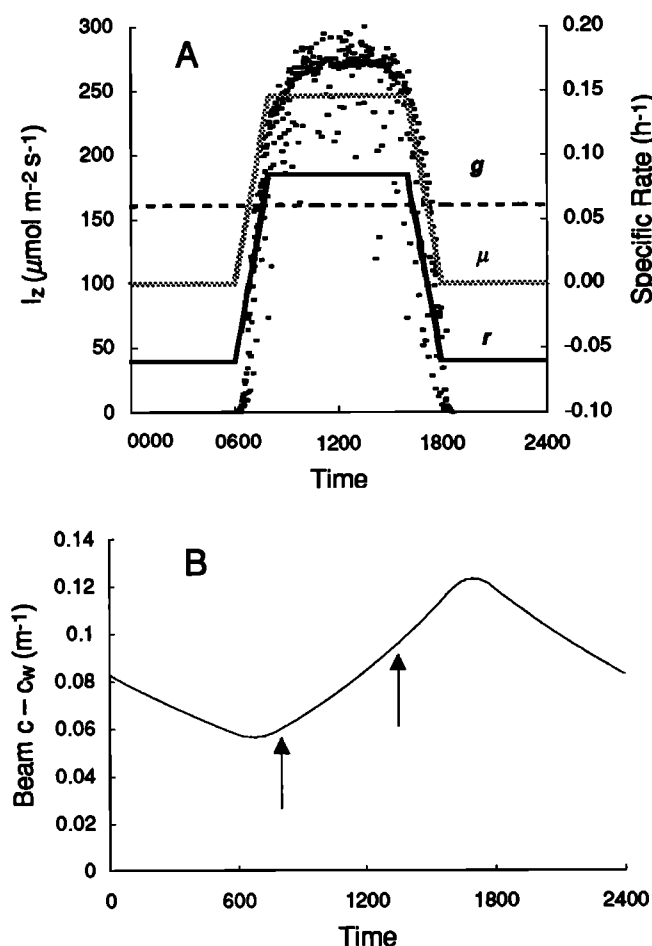 A
I_z (μmol m-2 s-1)
300
250
200
150
100
50
0
Specific Rate (h-1)
0.20
0.15
0.10
0.05
0.00
-0.05
-0.10
g
μ
r
0000 0600 1200 1800 2400
Time
B
Beam c – c_w (m-1)
0.14
0.12
0.1
0.08
0.06
0.04
0.02
0
0 600 1200 1800 2400
Time